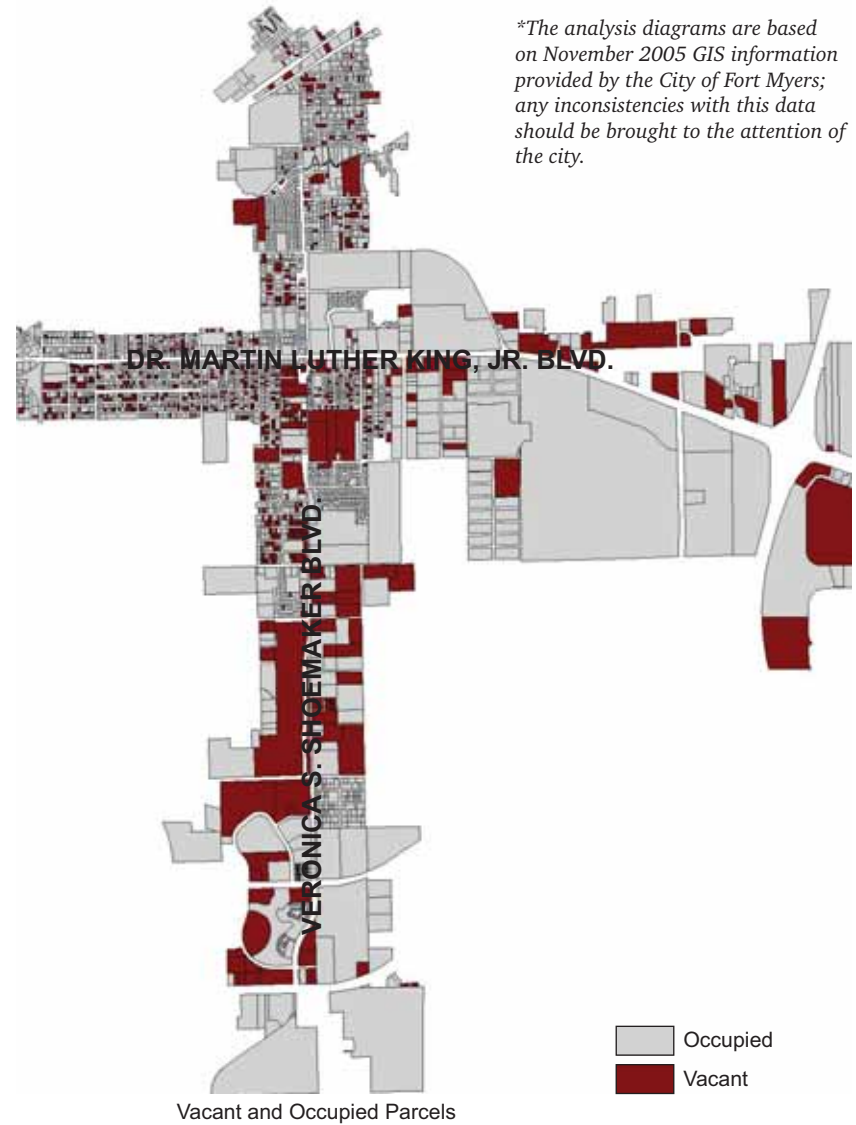 *The analysis diagrams are based
on November 2005 GIS information
provided by the City of Fort Myers;
any inconsistencies with this data
should be brought to the attention of
the city.
DR. MARTIN LUTHER KING, JR. BLVD.
VERONICA S. SHOEMAKER BLVD.
Occupied
Vacant
Vacant and Occupied Parcels